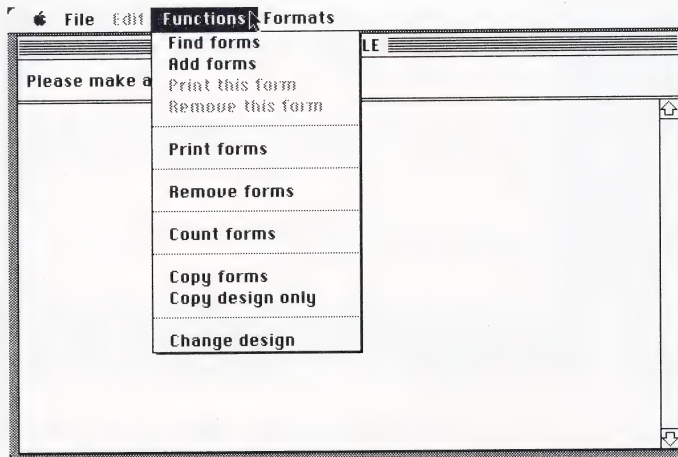 File Edit Functions Formats
LE
Please make a
Find forms
Add forms
Print this form
Remove this form
Print forms
Remove forms
Count forms
Copy forms
Copy design only
Change design